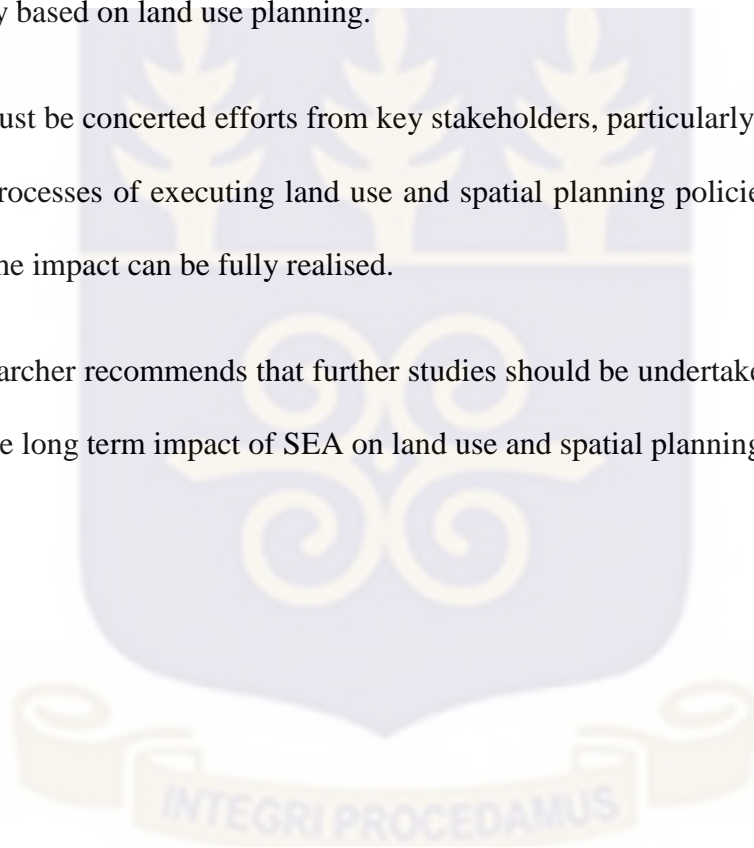 y based on land use planning.
ust be concerted efforts from key stakeholders, particularly
rocesses of executing land use and spatial planning policie
he impact can be fully realised.
archer recommends that further studies should be undertake
e long term impact of SEA on land use and spatial planning
INTEGRI PROCEDAMUS